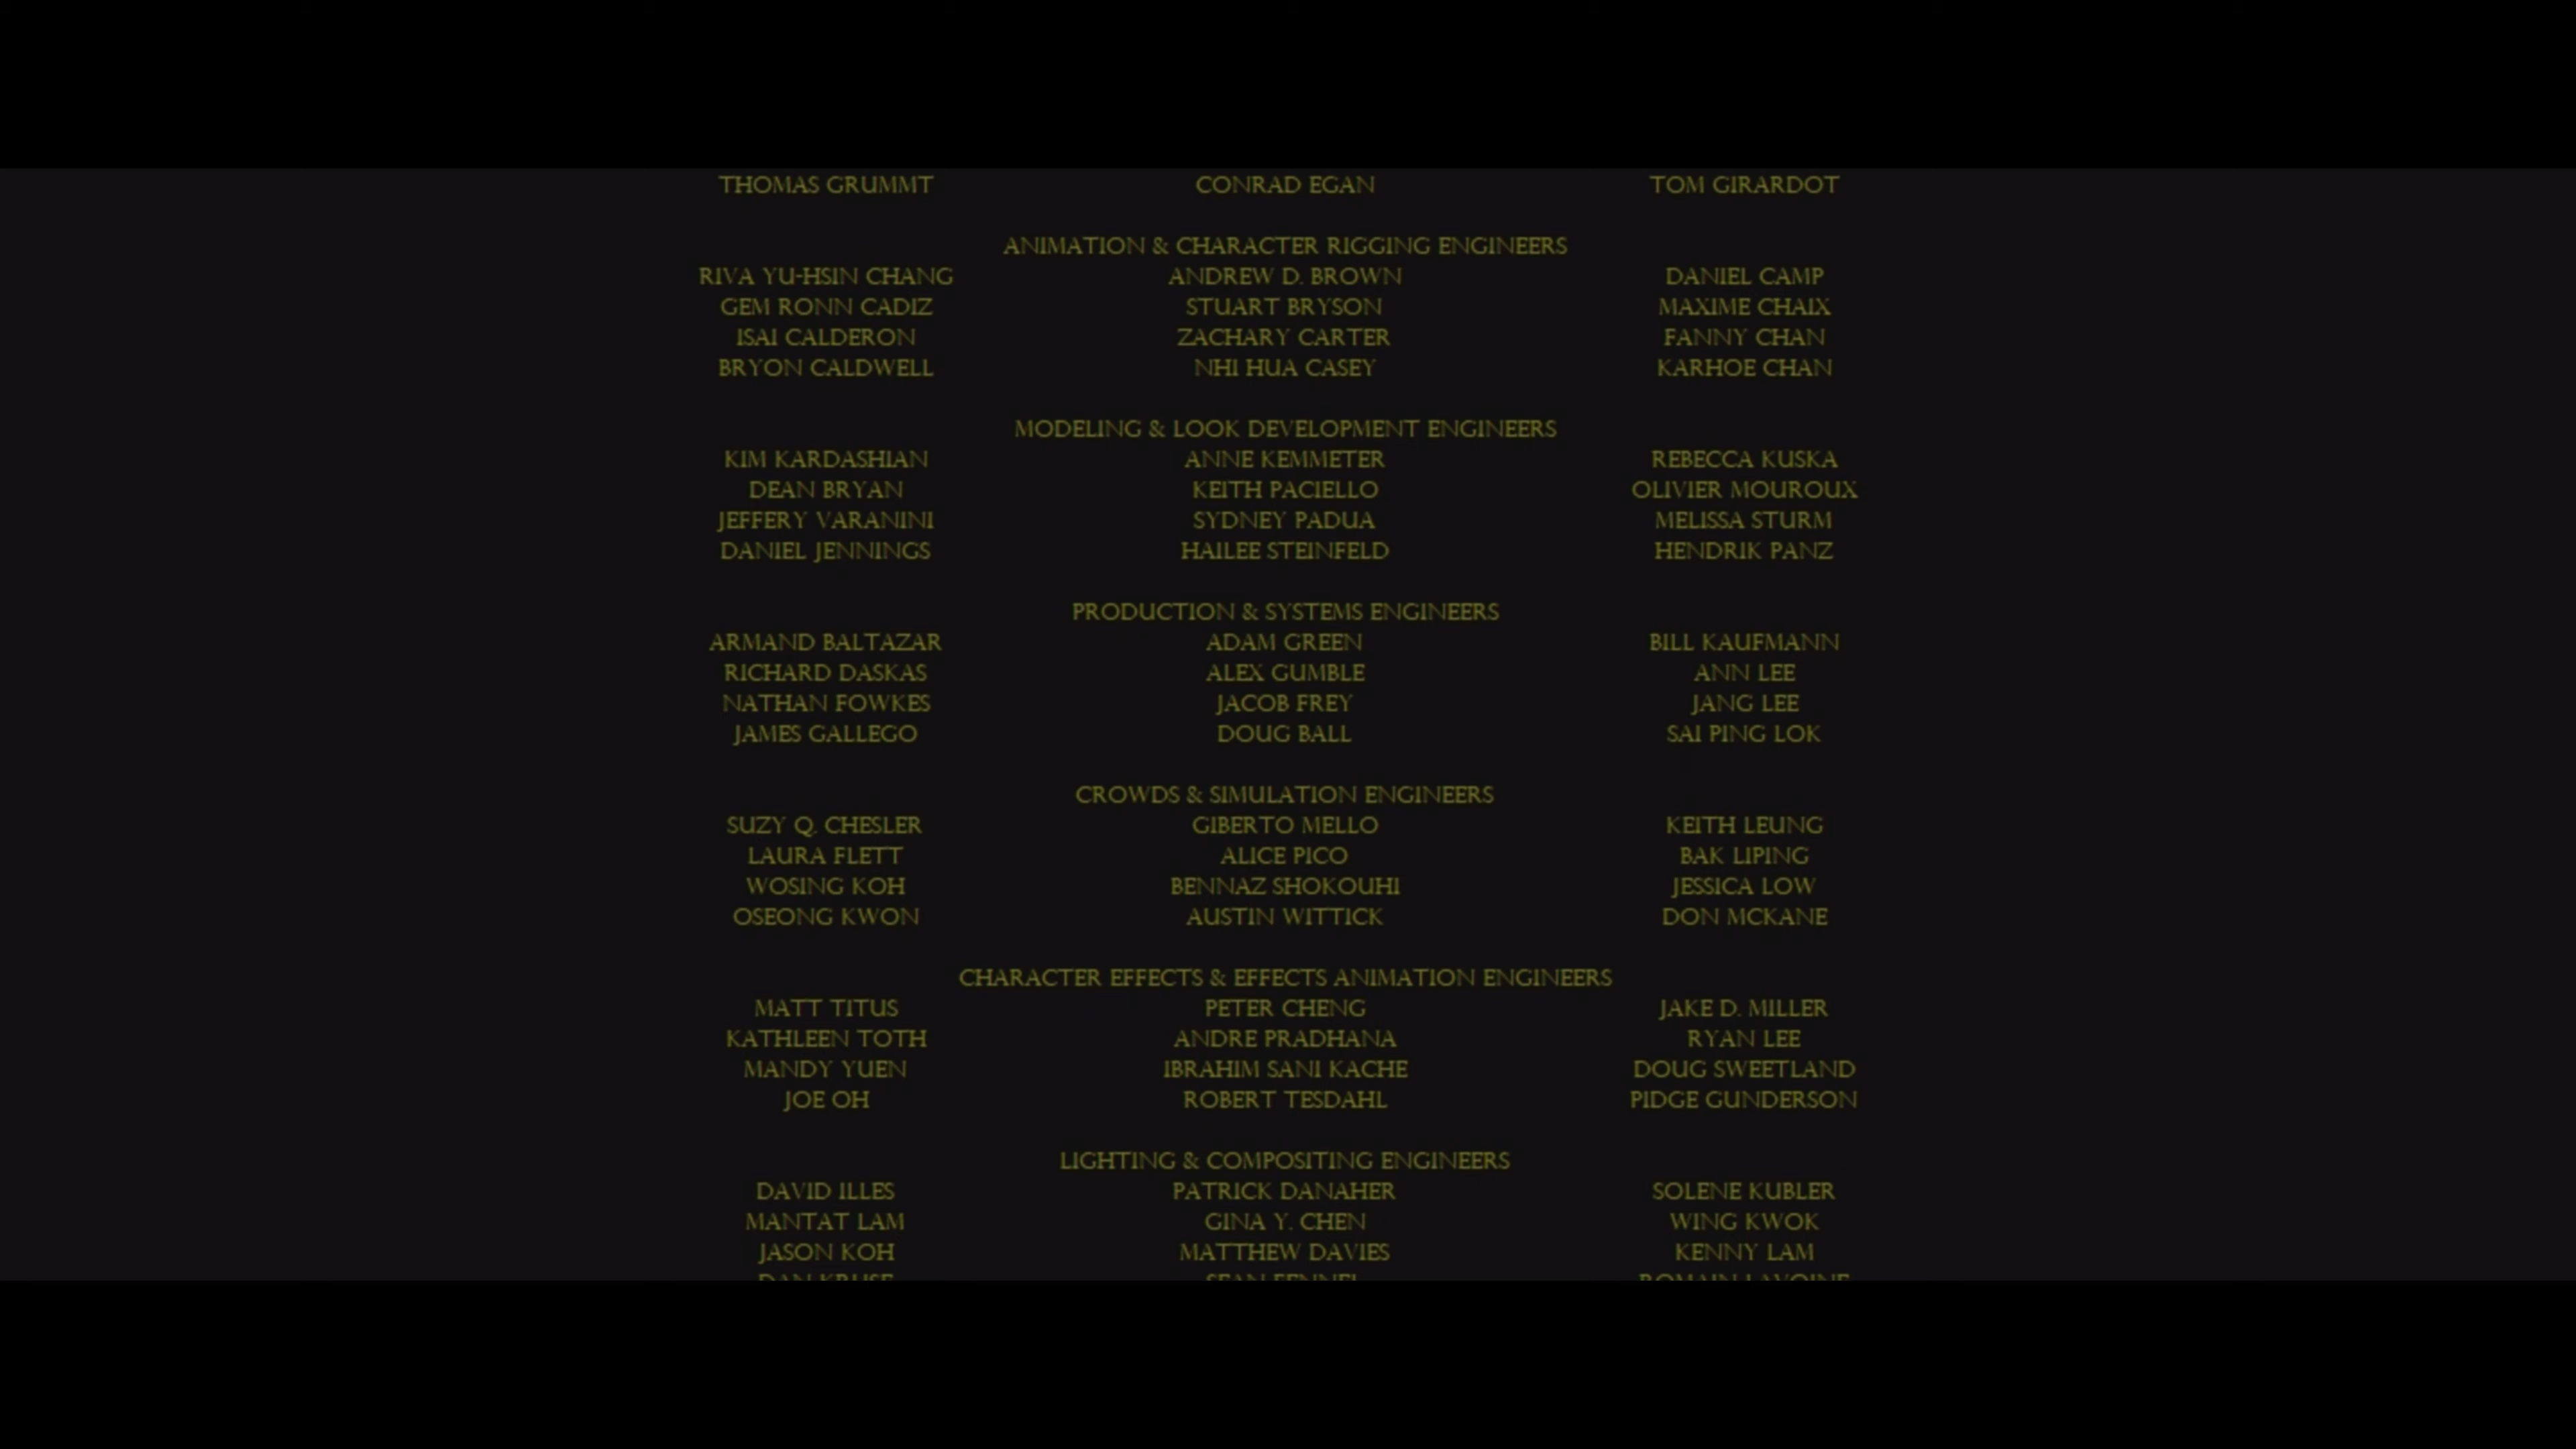 THOMAS GRUMMT CONRAD EGAN TOM GIRARDOT
ANIMATION & CHARACTER RIGGING ENGINEERS
RIVA YU-HSIN CHANG ANDREW D. BROWN DANIEL CAMP
GEM RONN CADIZ STUART BRYSON MAXIME CHAIX
ISAI CALDERON ZACHARY CARTER FANNY CHAN
BRYON CALDWELL NHI HUA CASEY KARHOE CHAN
MODELING & LOOK DEVELOPMENT ENGINEERS
KIM KARDASHIAN ANNE KEMMETER REBECCA KUSKA
DEAN BRYAN KEITH PACIELLO OLIVIER MOUROUX
JEFFERY VARANINI SYDNEY PADUA MELISSA STURM
DANIEL JENNINGS HAILEE STEINFELD HENDRIK PANZ
PRODUCTION & SYSTEMS ENGINEERS
ARMAND BALTAZAR ADAM GREEN BILL KAUFMANN
RICHARD DASKAS ALEX GUMBLE ANN LEE
NATHAN FOWKES JACOB FREY JANG LEE
JAMES GALLEGO DOUG BALL SAI PING LOK
CROWDS & SIMULATION ENGINEERS
SUZY Q. CHESLER GIBERTO MELLO KEITH LEUNG
LAURA FLETT ALICE PICO BAK LIPING
WOSING KOH BENNAZ SHOKOUHI JESSICA LOW
OSEONG KWON AUSTIN WITTICK DON MCKANE
CHARACTER EFFECTS & EFFECTS ANIMATION ENGINEERS
MATT TITUS PETER CHENG JAKE D. MILLER
KATHLEEN TOTH ANDRE PRADHANA RYAN LEE
MANDY YUEN IBRAHIM SANI KACHE DOUG SWEETLAND
JOE OH ROBERT TESDAHL PIDGE GUNDERSON
LIGHTING & COMPOSITING ENGINEERS
DAVID ILLES PATRICK DANAHER SOLENE KUBLER
MANTAT LAM GINA Y. CHEN WING KWOK
JASON KOH MATTHEW DAVIES KENNY LAM